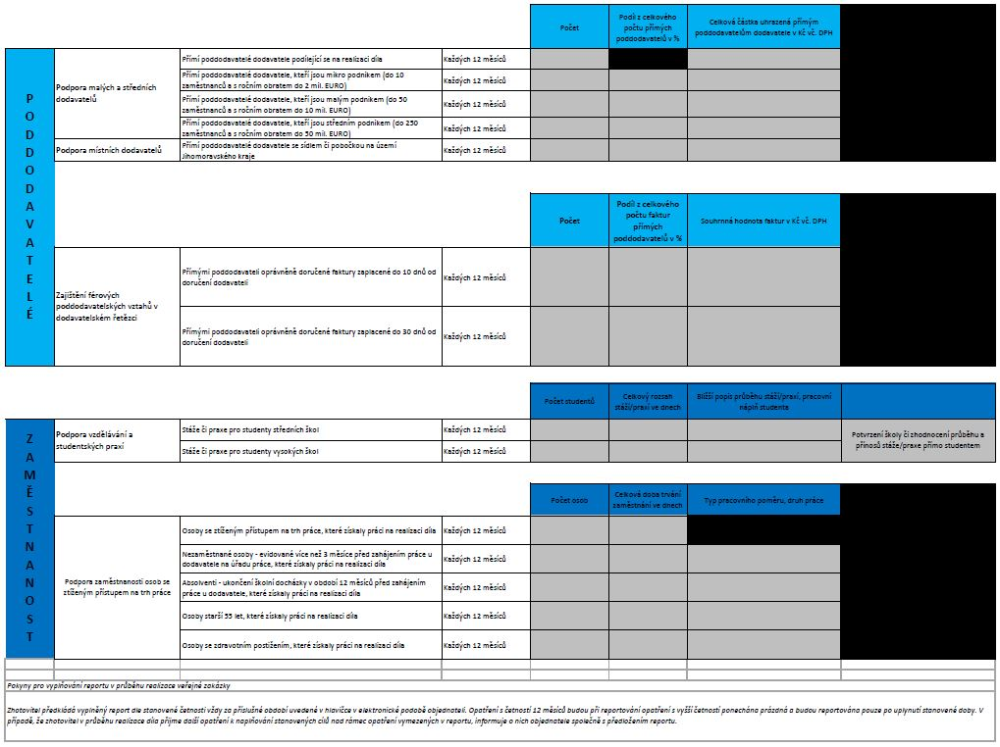 Počet
Podíl z celkového
počtu přímých
poddodavatelů v %
Celková částka uhrazená přímým
poddodavatelům dodavatele v Kč vč. DPH
PODDODAVATELÉ
Podpora malých a středních
dodavatelů
Přímí poddodavatelé dodavatele podílející se na realizaci díla
Každých 12 měsíců
Přímí poddodavatelé dodavatele, kteří jsou mikro podnikem (do 10
zaměstnanců a s ročním obratem do 2 mil. EURO)
Každých 12 měsíců
Přímí poddodavatelé dodavatele, kteří jsou malým podnikem (do 50
zaměstnanců a s ročním obratem do 10 mil. EURO)
Každých 12 měsíců
Přímí poddodavatelé dodavatele, kteří jsou středním podnikem (do 250
zaměstnanců a s ročním obratem do 50 mil. EURO)
Každých 12 měsíců
Podpora místních dodavatelů
Přímí poddodavatelé dodavatele se sídlem či pobočkou na území
Jihomoravského kraje
Každých 12 měsíců
Počet
Podíl z celkového
počtu faktur
přímých
poddodavatelů v %
Souhrnná hodnota faktur v Kč vč. DPH
Zajištění férových
poddodavatelských vztahů v
dodavatelském řetězci
Přímými poddodavateli oprávněně doručené faktury zaplacené do 10 dnů od
doručení dodavateli
Každých 12 měsíců
Přímými poddodavateli oprávněně doručené faktury zaplacené do 30 dnů od
doručení dodavateli
Každých 12 měsíců
Počet studentů
Celkový rozsah
stáží/praxí ve dnech
Bližší popis průběhu stáží/praxí, pracovní
náplň studenta
ZAMĚSTNANOST
Podpora vzdělávání a
studentských praxí
Stáže či praxe pro studenty středních škol
Každých 12 měsíců
Stáže či praxe pro studenty vysokých škol
Každých 12 měsíců
Potvrzení školy či zhodnocení průběhu a
přínosů stáže/praxe přímo studentem
Počet osob
Celková doba trvání
zaměstnání ve dnech
Typ pracovního poměru, druh práce
Podpora zaměstnanosti osob se
ztíženým přístupem na trh práce
Osoby se ztíženým přístupem na trh práce, které získaly práci na realizaci díla
Každých 12 měsíců
Nezaměstnané osoby - evidované více než 3 měsíce před zahájením práce u
dodavatele na úřadu práce, které získaly práci na realizaci díla
Každých 12 měsíců
Absolventi - ukončení školní docházky v období 12 měsíců před zahájením
práce u dodavatele, které získaly práci na realizaci díla
Každých 12 měsíců
Osoby starší 55 let, které získaly práci na realizaci díla
Každých 12 měsíců
Osoby se zdravotním postižením, které získaly práci na realizaci díla
Každých 12 měsíců
Pokyny pro vyplňování reportu v průběhu realizace veřejné zakázky
Zhotovitel předkládá vyplněný report dle stanovené četnosti vždy za příslušné období uvedené v hlavičce v elektronické podobě objednateli. Opatření s četností 12 měsíců budou při reportování opatření s vyšší četností ponechána prázdná a budou reportována pouze po uplynutí stanovené doby. V
případě, že zhotovitel v průběhu realizace díla přijme další opatření k naplňování stanovených cílů nad rámec opatření vymezených v reportu, informuje o nich objednatele společně s předložením reportu.